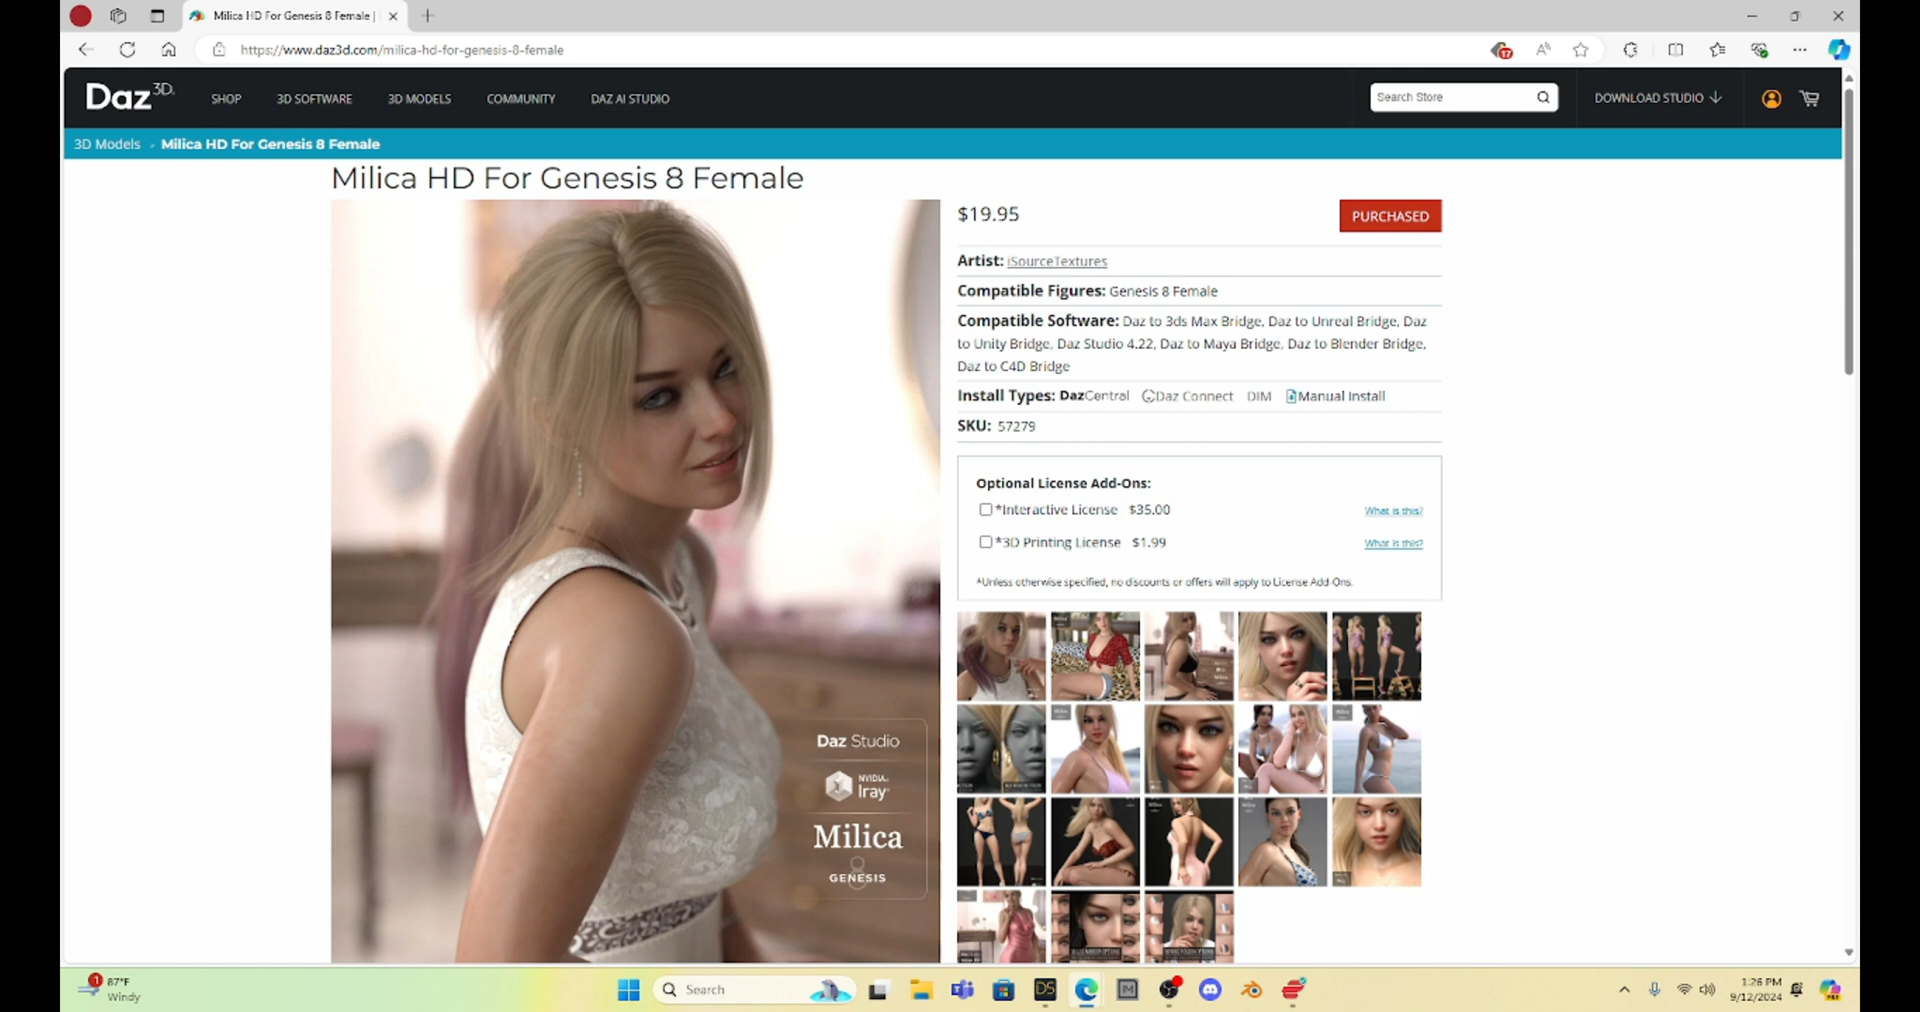 Milica HD For Genesis 8 Female |
https://www.daz3d.com/milica-hd-for-genesis-8-female
17
Daz 3D.
SHOP
3D SOFTWARE
3D MODELS
COMMUNITY
DAZ AI STUDIO
Search Store
DOWNLOAD STUDIO
3D Models > Milica HD For Genesis 8 Female
Milica HD For Genesis 8 Female
$19.95
PURCHASED
Artist: iSourceTextures
Compatible Figures: Genesis 8 Female
Compatible Software: Daz to 3ds Max Bridge, Daz to Unreal Bridge, Daz
to Unity Bridge, Daz Studio 4.22, Daz to Maya Bridge, Daz to Blender Bridge,
Daz to C4D Bridge
Install Types: DazCentral Daz Connect DIM Manual Install
SKU: 57279
Optional License Add-Ons:
*Interactive License $35.00 What is this?
*3D Printing License $1.99 What is this?
*Unless otherwise specified, no discounts or offers will apply to License Add-Ons.
Daz Studio
NVIDIA.
Iray
Milica
8
GENESIS
1
87°F
Windy
Search
DS
1:26 PM
9/12/2024